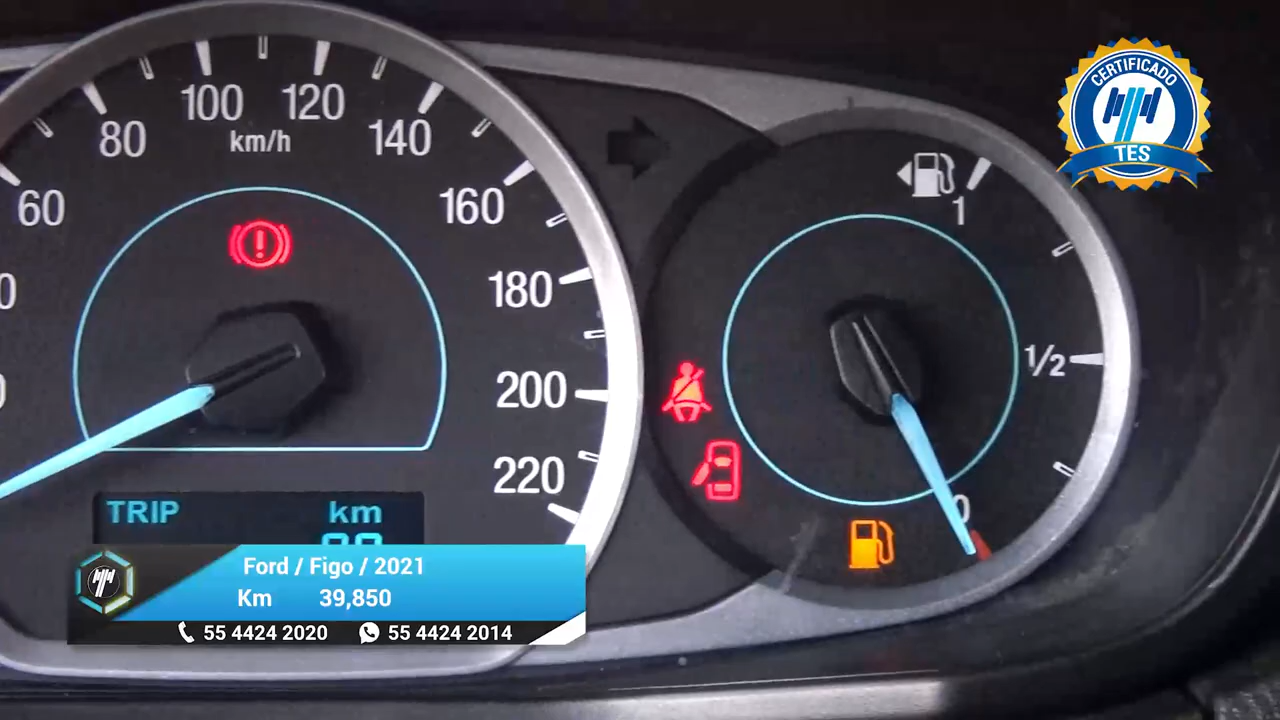 60
80
100
120
140
160
180
200
220
km/h
TRIP km
1
1/2
0
CERTIFICADO
TES
Ford / Figo / 2021
Km 39,850
55 4424 2020 55 4424 2014